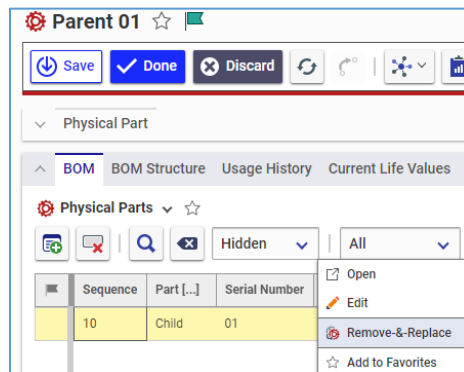 Parent 01
Save Done Discard
Physical Part
BOM BOM Structure Usage History Current Life Values
Physical Parts
Hidden All
Open
Sequence Part [...] Serial Number
Edit
10 Child 01
Remove-&-Replace
Add to Favorites